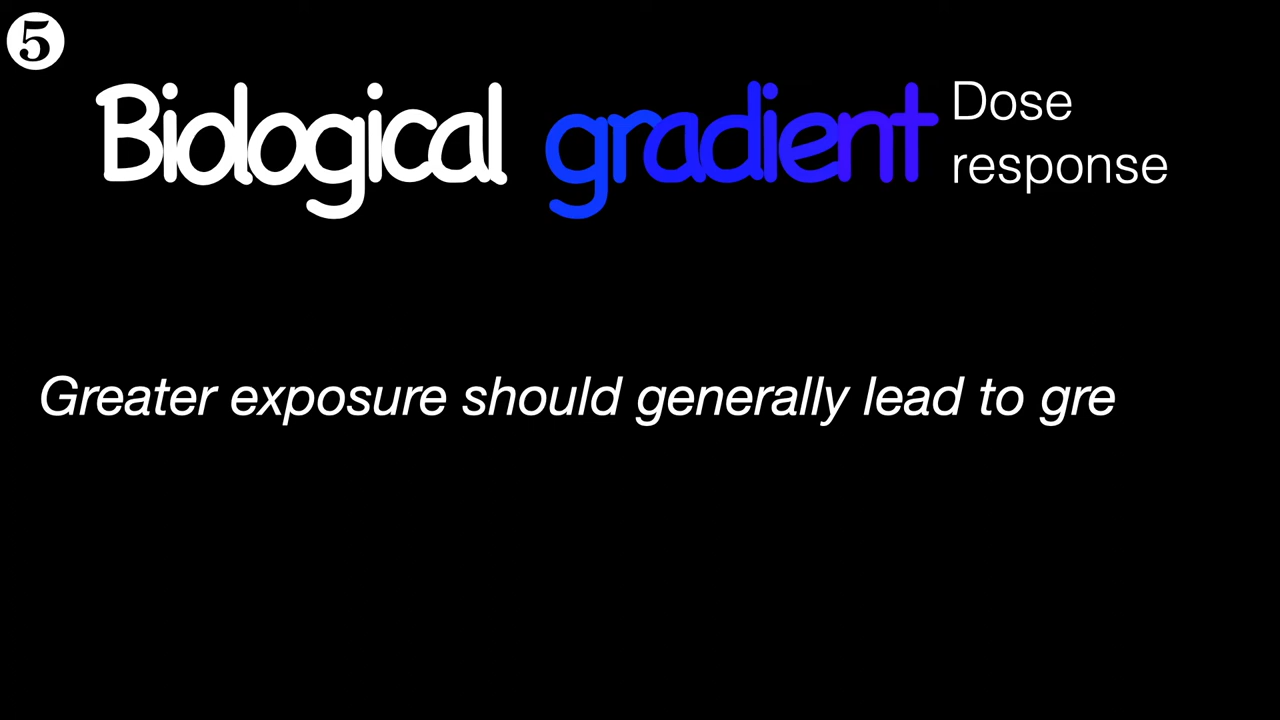 5
Biological gradient
Dose
response
Greater exposure should generally lead to gre